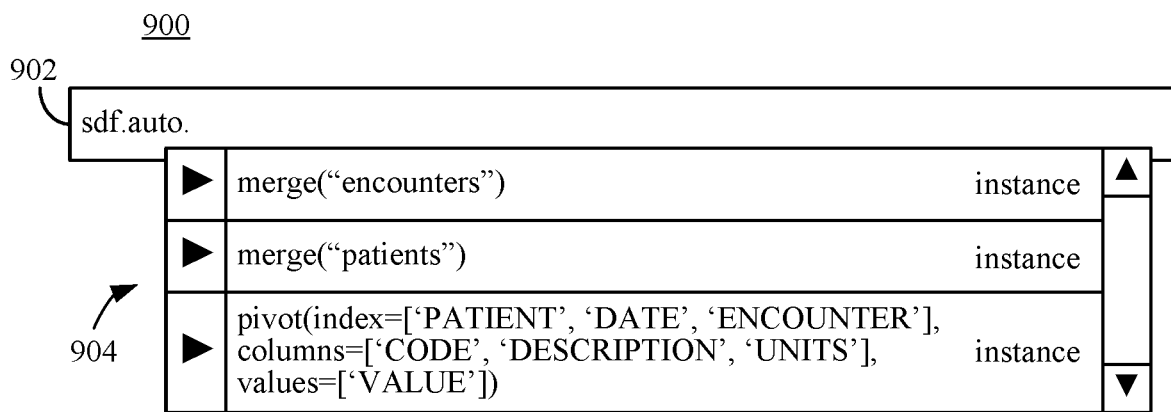 900
902
sdf.auto.
▶ merge(“encounters”) instance ▲
▶ merge(“patients”) instance
904
▶ pivot(index=[‘PATIENT’, ‘DATE’, ‘ENCOUNTER’],
columns=[‘CODE’, ‘DESCRIPTION’, ‘UNITS’], instance
values=[‘VALUE’]) ▼